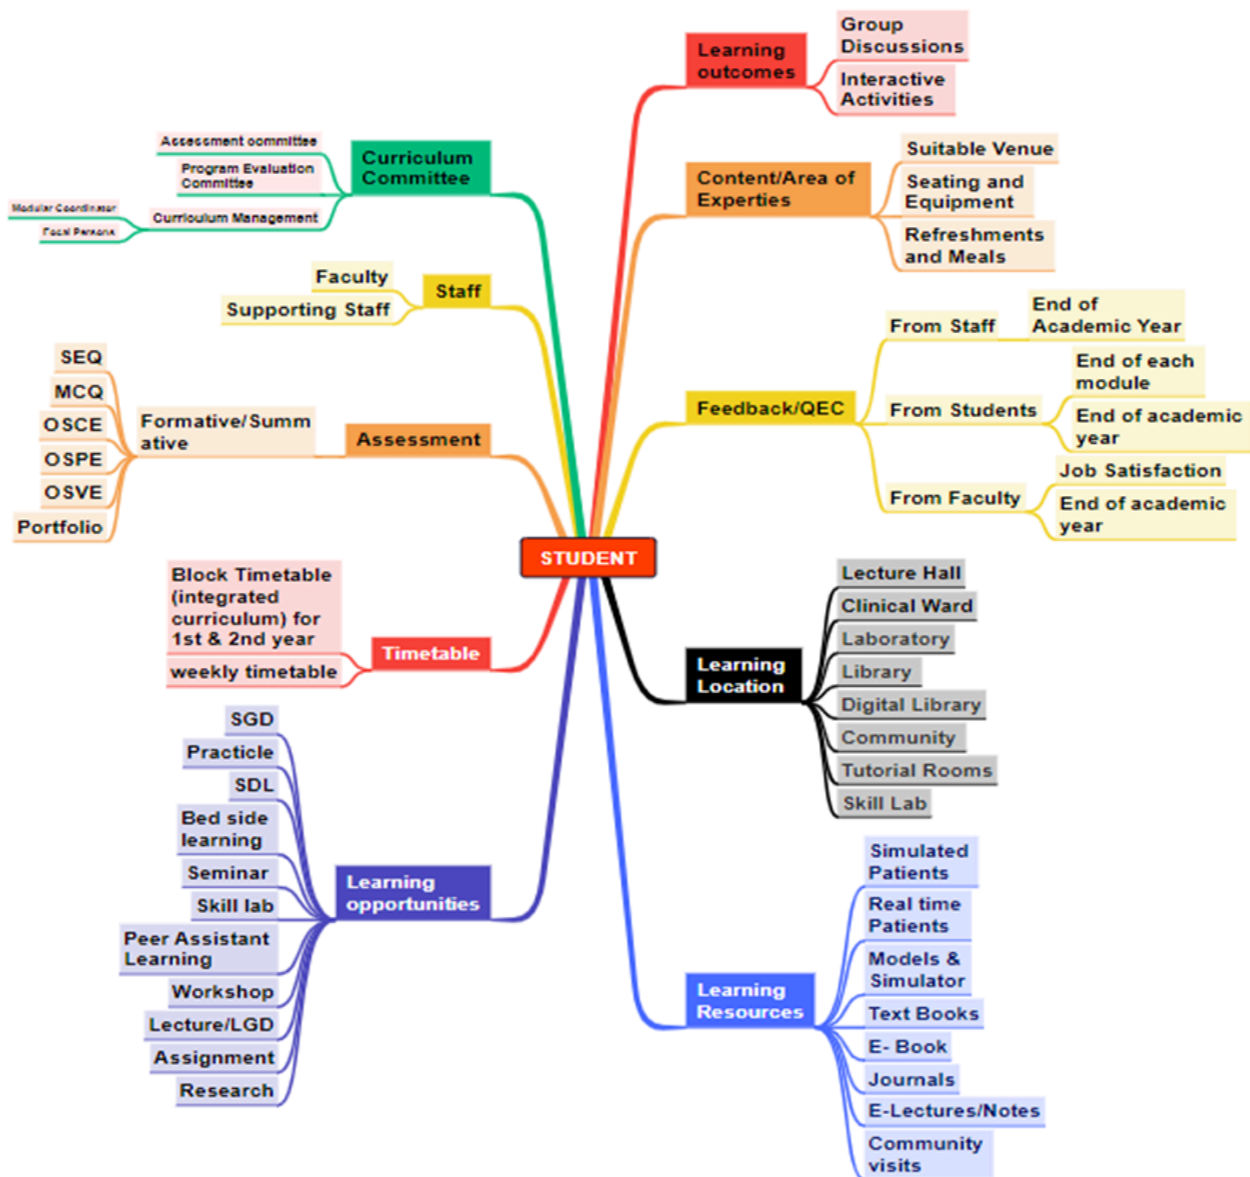 Learning
outcomes
Group
Discussions
Interactive
Activities
Content/Area of
Experties
Suitable Venue
Seating and
Equipment
Refreshments
and Meals
Feedback/QEC
From Staff
End of
Academic Year
From Students
End of each
module
End of academic
year
From Faculty
Job Satisfaction
End of academic
year
Learning
Location
Lecture Hall
Clinical Ward
Laboratory
Library
Digital Library
Community
Tutorial Rooms
Skill Lab
Learning
Resources
Simulated
Patients
Real time
Patients
Models &
Simulator
Text Books
E- Book
Journals
E-Lectures/Notes
Community
visits
STUDENT
Curriculum
Committee
Assessment committee
Program Evaluation
Committee
Curriculum Management
Modular Coordinator
Focal Persons
Staff
Faculty
Supporting Staff
Assessment
Formative/Summ
ative
SEQ
MCQ
OSCE
OSPE
OSVE
Portfolio
Timetable
Block Timetable
(integrated
curriculum) for
1st & 2nd year
weekly timetable
Learning
opportunities
SGD
Practicle
SDL
Bed side
learning
Seminar
Skill lab
Peer Assistant
Learning
Workshop
Lecture/LGD
Assignment
Research